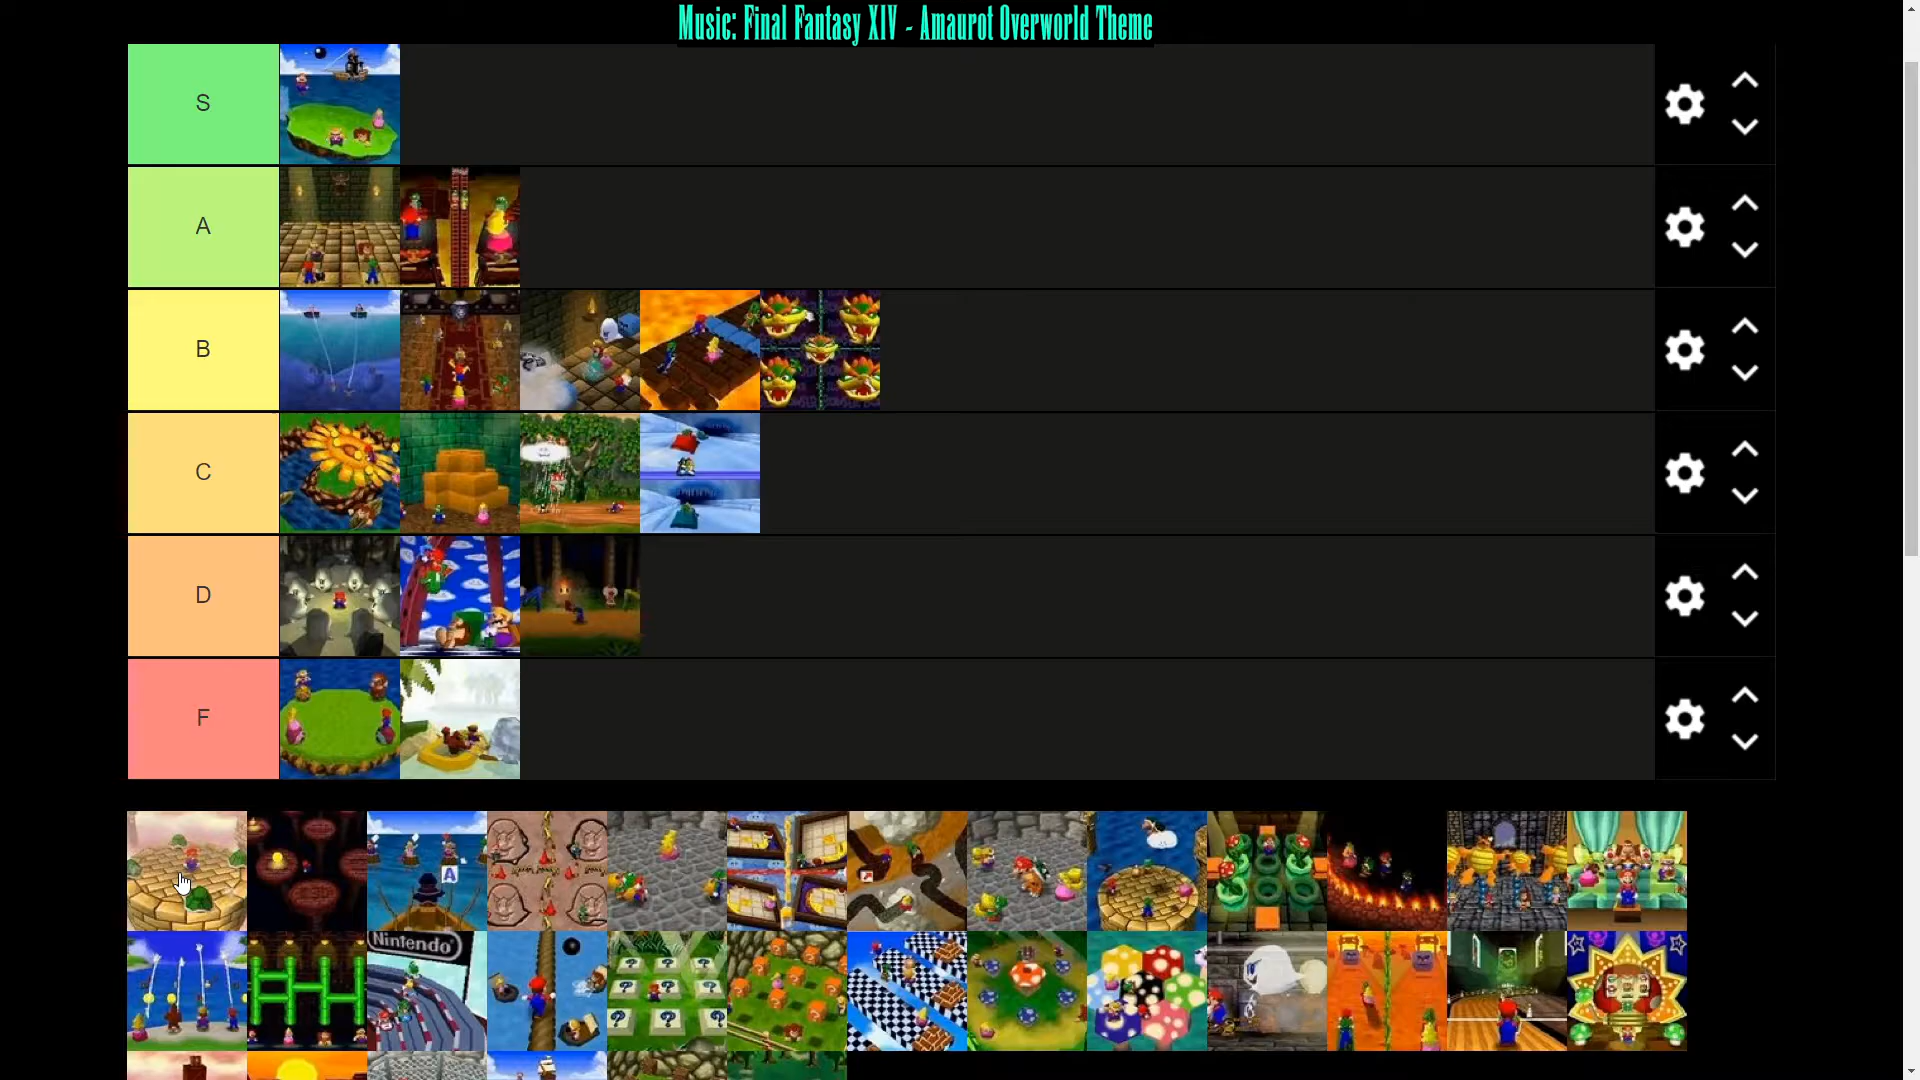 Music: Final Fantasy XIV - Amaurot Overworld Theme
S
A
B
C
D
F
A
Nintendo
? ? ?
? ?
? ? ?